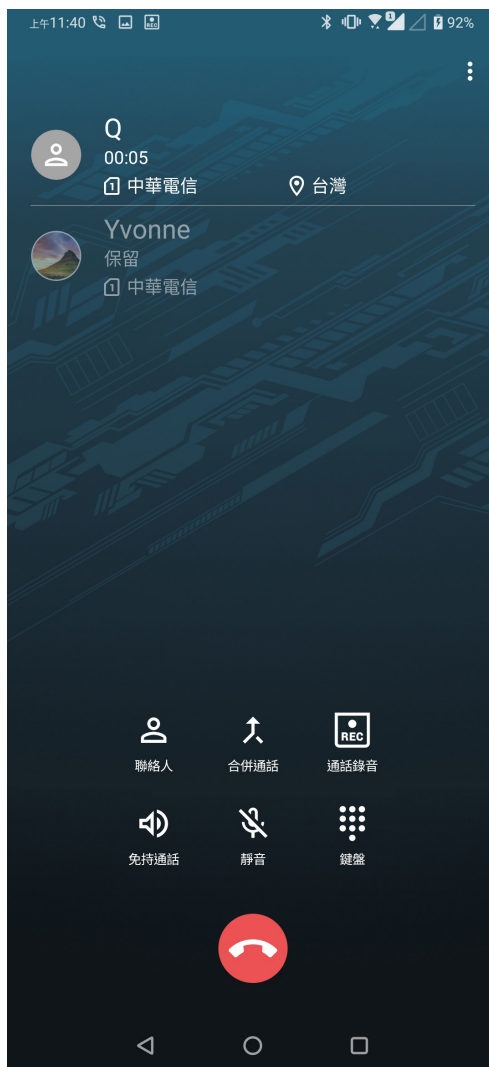 上午11:40 92%
Q
00:05
1 中華電信 台灣
Yvonne
保留
1 中華電信
REC
聯絡人 合併通話 通話錄音
免持通話 靜音 鍵盤